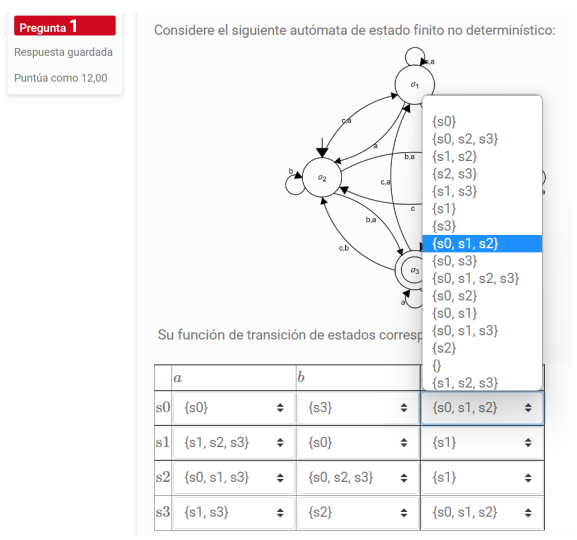 Pregunta 1
Respuesta guardada
Puntúa como 12,00
Considere el siguiente autómata de estado finito no determinístico:
,a
σ1
c,a
a
b,a
b
σ2
c,a
c
a
b,a
c,b
σ3
a
{s0}
{s0, s2, s3}
{s1, s2}
{s2, s3}
{s1, s3}
{s1}
{s3}
{s0, s1, s2}
{s0, s3}
{s0, s1, s2, s3}
{s0, s2}
{s0, s1}
{s0, s1, s3}
{s2}
{}
{s1, s2, s3}
Su función de transición de estados corresp
a b
s0 {s0} {s3} {s0, s1, s2}
s1 {s1, s2, s3} {s0} {s1}
s2 {s0, s1, s3} {s0, s2, s3} {s1}
s3 {s1, s3} {s2} {s0, s1, s2}